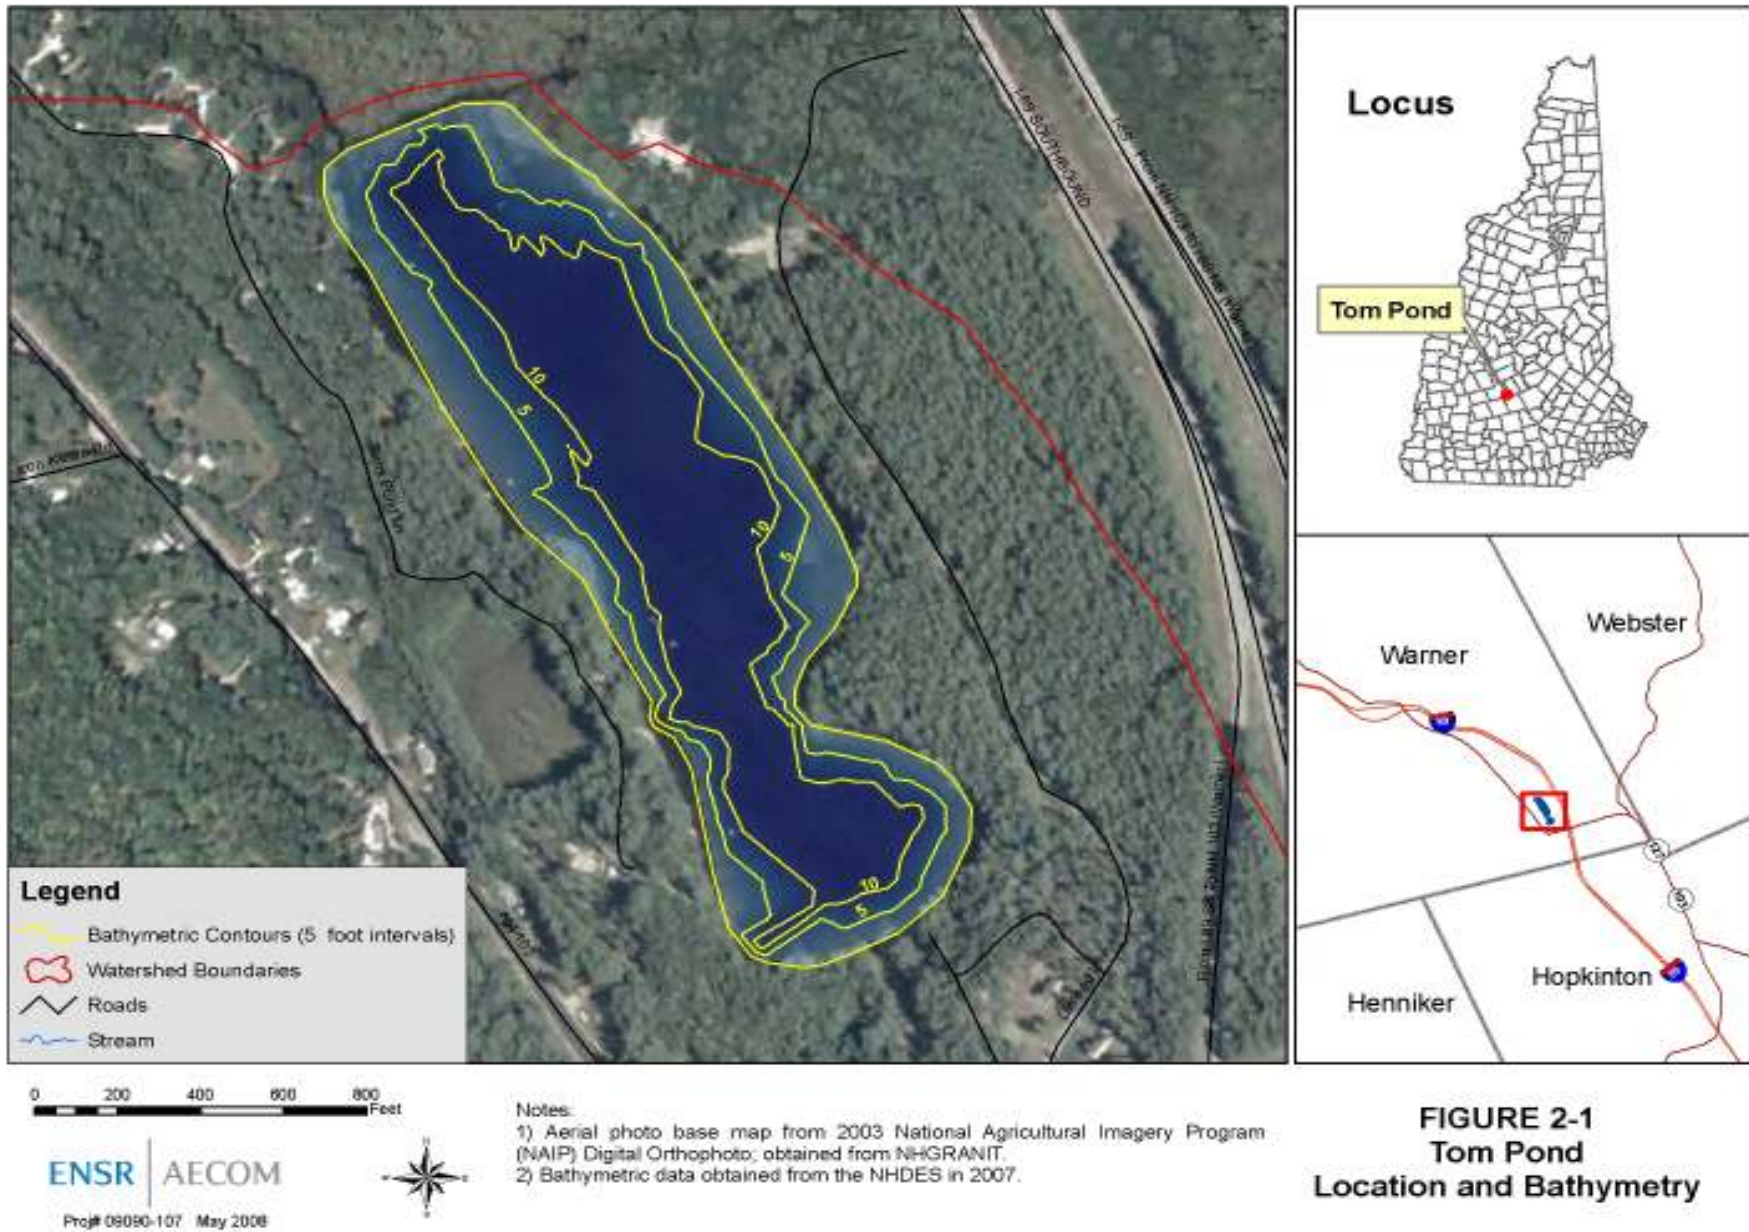 I-89 SOUTHBOUND
10
5
10
5
10
5
Legend
Bathymetric Contours (5 foot intervals)
Watershed Boundaries
Roads
Stream
Locus
Tom Pond
Warner
Webster
Hopkinton
Henniker
0 200 400 600 800
Feet
ENSR | AECOM
Proj# 09090-107 May 2008
Notes:
1) Aerial photo base map from 2003 National Agricultural Imagery Program
(NAIP) Digital Orthophoto; obtained from NHGRANIT.
2) Bathymetric data obtained from the NHDES in 2007.
FIGURE 2-1
Tom Pond
Location and Bathymetry